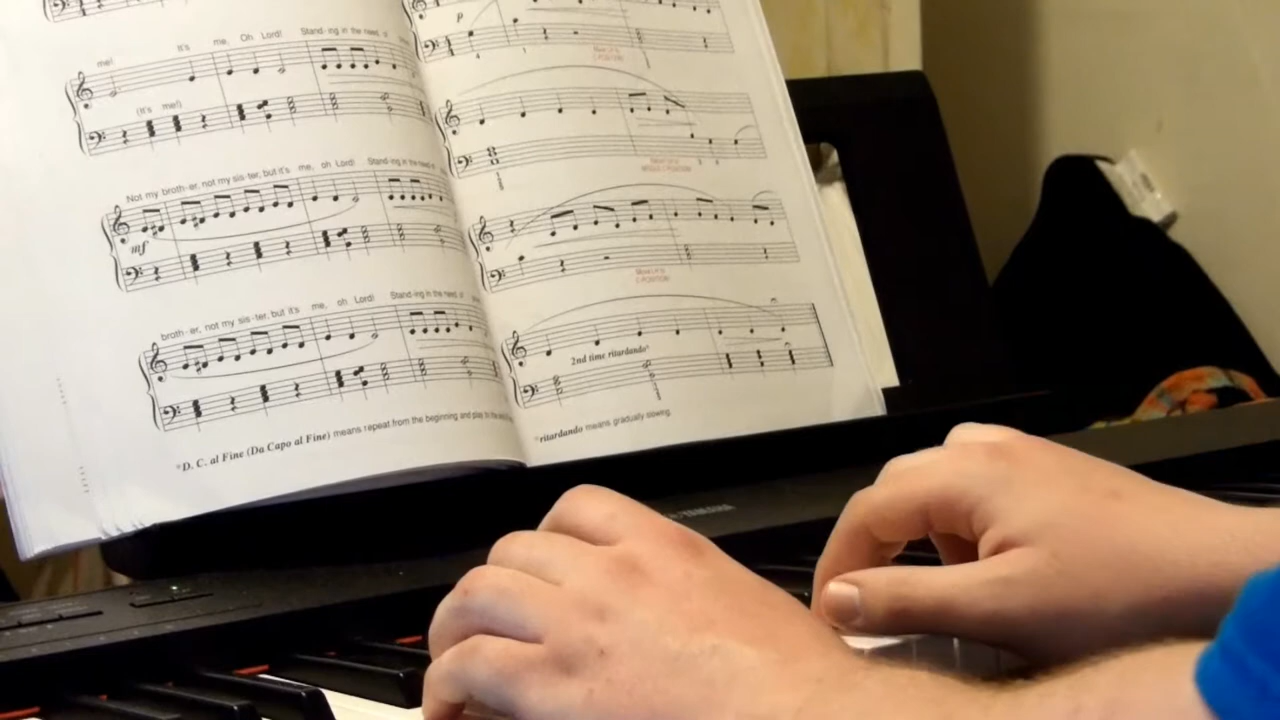 me! It's me, Oh Lord! Stand-ing in the need of
(It's me!)
Not my broth-er, not my sis-ter, but it's me, oh Lord! Stand-ing in the need of
mf
broth-er, not my sis-ter, but it's me, oh Lord! Stand-ing in the need of
*D. C. al Fine (Da Capo al Fine) means repeat from the beginning and play to the
p
2nd time ritardando*
*ritardando means gradually slowing.
YAMAHA